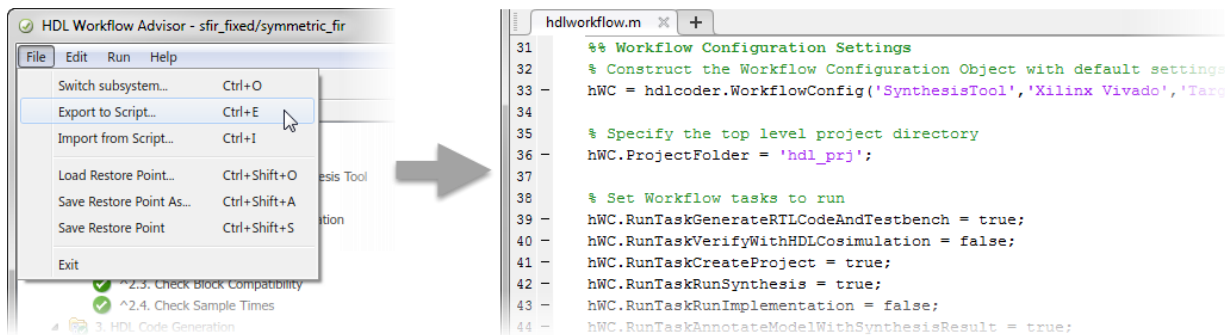 HDL Workflow Advisor - sfir_fixed/symmetric_fir
File Edit Run Help
Switch subsystem... Ctrl+O
Export to Script... Ctrl+E
Import from Script... Ctrl+I
Load Restore Point... Ctrl+Shift+O
Save Restore Point As... Ctrl+Shift+A
Save Restore Point Ctrl+Shift+S
Exit
Tool
^2.3. Check Block Compatibility
^2.4. Check Sample Times
3. HDL Code Generation
hdlworkflow.m
31 %% Workflow Configuration Settings
32 % Construct the Workflow Configuration Object with default settings
33 - hWC = hdlcoder.WorkflowConfig('SynthesisTool','Xilinx Vivado','Targ
34
35 % Specify the top level project directory
36 - hWC.ProjectFolder = 'hdl_prj';
37
38 % Set Workflow tasks to run
39 - hWC.RunTaskGenerateRTLCodeAndTestbench = true;
40 - hWC.RunTaskVerifyWithHDLCosimulation = false;
41 - hWC.RunTaskCreateProject = true;
42 - hWC.RunTaskRunSynthesis = true;
43 - hWC.RunTaskRunImplementation = false;
44 - hWC.RunTaskAnnotateModelWithSynthesisResult = true;